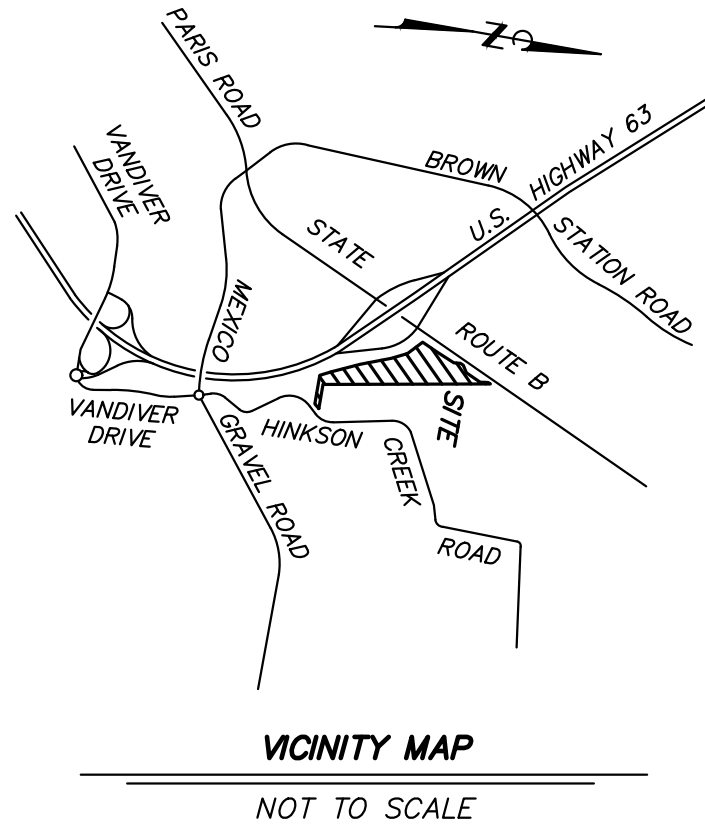 PARIS ROAD
N
VANDIVER
DRIVE
BROWN
U.S. HIGHWAY 63
STATE
STATION ROAD
MEXICO
ROUTE B
SITE
VANDIVER
DRIVE
GRAVEL ROAD
HINKSON
CREEK
ROAD
VICINITY MAP
NOT TO SCALE